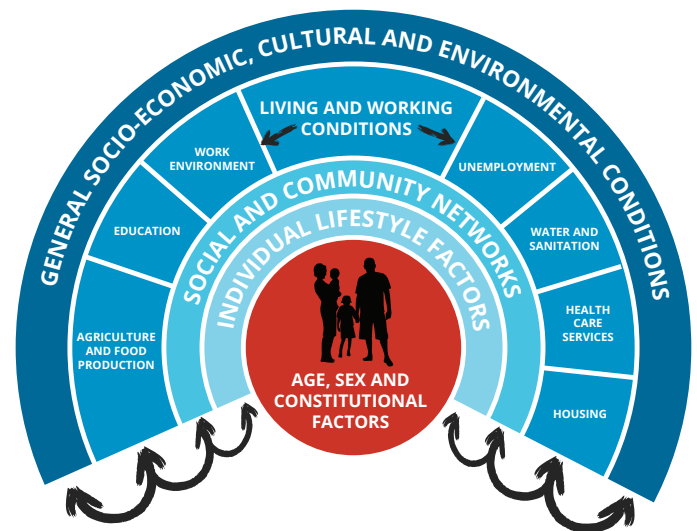 GENERAL SOCIO-ECONOMIC, CULTURAL AND ENVIRONMENTAL CONDITIONS
LIVING AND WORKING
CONDITIONS
WORK
ENVIRONMENT
UNEMPLOYMENT
EDUCATION
WATER AND
SANITATION
AGRICULTURE
AND FOOD
PRODUCTION
HEALTH
CARE
SERVICES
HOUSING
SOCIAL AND COMMUNITY NETWORKS
INDIVIDUAL LIFESTYLE FACTORS
AGE, SEX AND
CONSTITUTIONAL
FACTORS